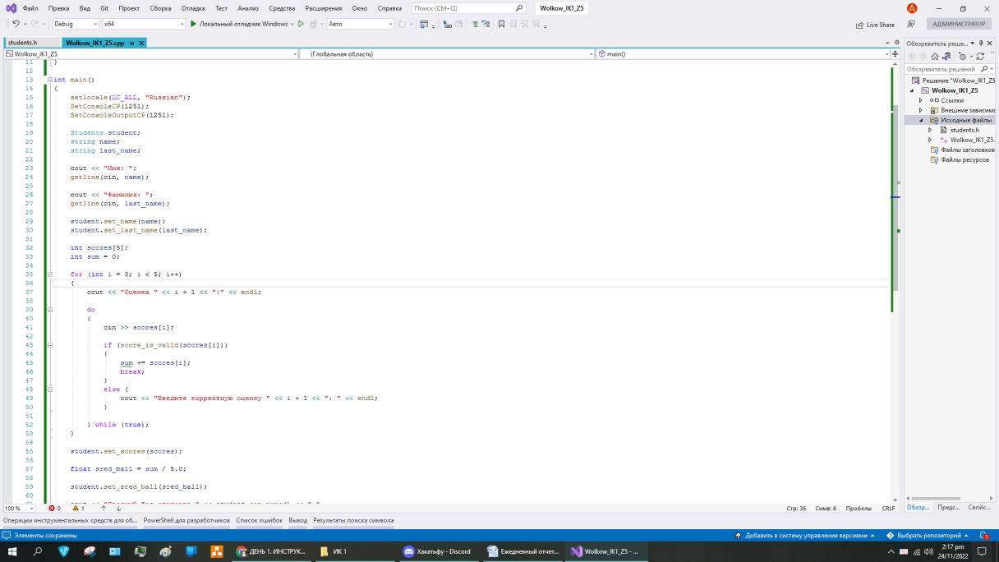 Файл Правка Вид Git Проект Сборка Отладка Тест Анализ Средства Расширения Окно Справка Поиск (Ctrl+Q) Wolkow_IK1_Z5
Debug x64 Локальный отладчик Windows Авто Live Share АДМИНИСТРАТОР
students.h Wolkow_IK1_Z5.cpp
Wolkow_IK1_Z5 (Глобальная область) main()
11 }
12
13 int main()
14 {
15 setlocale(LC_ALL, "Russian");
16 SetConsoleCP(1251);
17 SetConsoleOutputCP(1251);
18
19 Students student;
20 string name;
21 string last_name;
22
23 cout << "Имя: ";
24 getline(cin, name);
25
26 cout << "Фамилия: ";
27 getline(cin, last_name);
28
29 student.set_name(name);
30 student.set_last_name(last_name);
31
32 int scores[5];
33 int sum = 0;
34
35 for (int i = 0; i < 5; i++)
36 {
37 cout << "Оценка " << i + 1 << ":" << endl;
38
39 do
40 {
41 cin >> scores[i];
42
43 if (score_is_valid(scores[i]))
44 {
45 sum += scores[i];
46 break;
47 }
48 else {
49 cout << "Введите корректную оценку " << i + 1 << ": " << endl;
50 }
51
52 } while (true);
53 }
54
55 student.set_scores(scores);
56
57 float sred_ball = sum / 5.0;
58
59 student.set_sred_ball(sred_ball);
60
Обозреватель реше...
Обозреватель решений
Решение "Wolkow_IK1_Z5
Wolkow_IK1_Z5
Ссылки
Внешние зависимо
Исходные файлы
students.h
Wolkow_IK1_Z5.
Файлы заголовков
Файлы ресурсов
100 % 0 1 Стр: 36 Симв: 6 Пробелы CRLF
Обозр... Предс... Свойс...
Операции инструментальных средств для об... PowerShell для разработчиков Список ошибок Вывод Результаты поиска символа
Элементы сохранены Добавить в систему управления версиями Выбрать репозиторий 1
ДЕНЬ 1. ИНСТРУК... ИК 1 Хакатьфу - Discord Ежедневный отчет... Wolkow_IK1_Z5 - ...
2:17 pm
24/11/2022